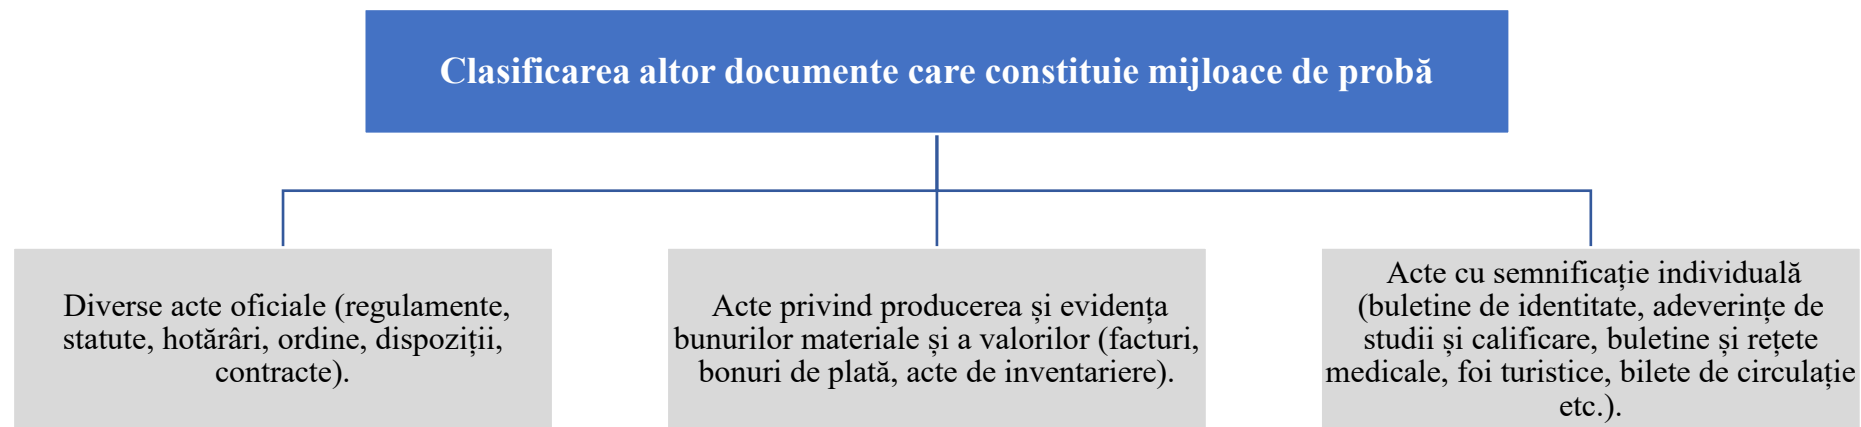 Clasificarea altor documente care constituie mijloace de probă
Diverse acte oficiale (regulamente,
statute, hotărâri, ordine, dispoziții,
contracte).
Acte privind producerea și evidența
bunurilor materiale și a valorilor (facturi,
bonuri de plată, acte de inventariere).
Acte cu semnificație individuală
(buletine de identitate, adeverințe de
studii și calificare, buletine și rețete
medicale, foi turistice, bilete de circulație
etc.).